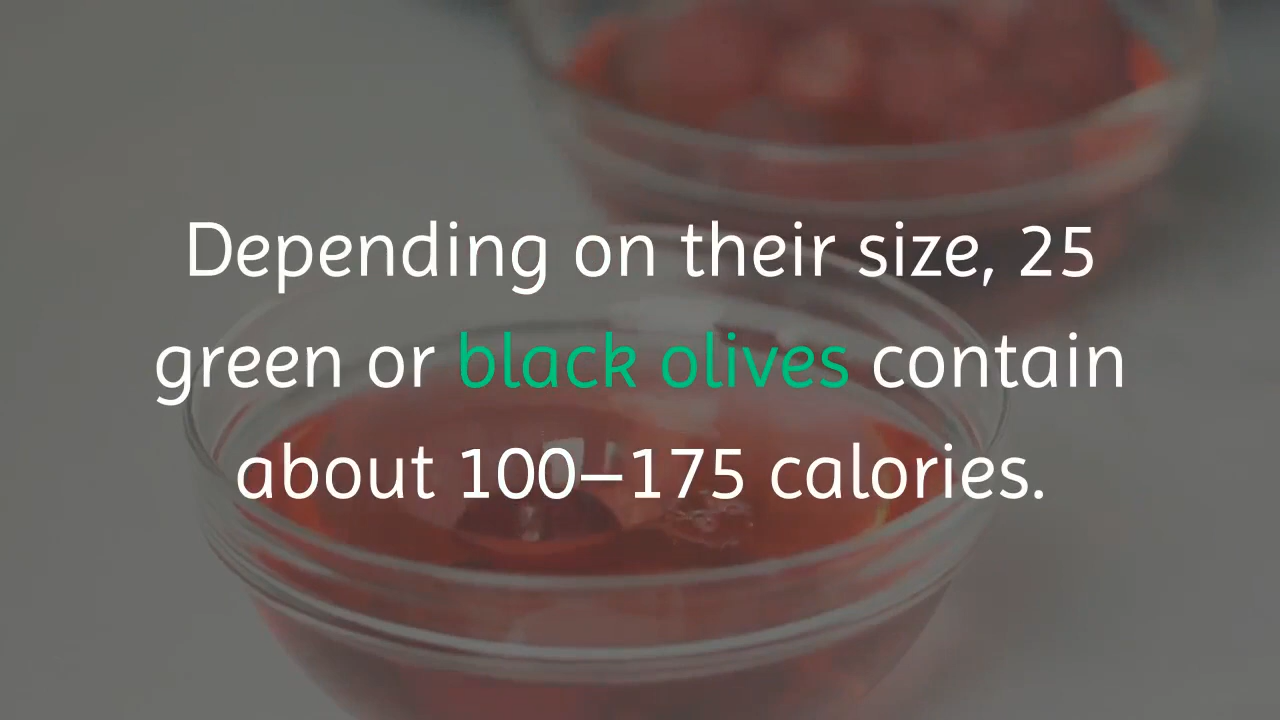 Depending on their size, 25
green or black olives contain
about 100–175 calories.